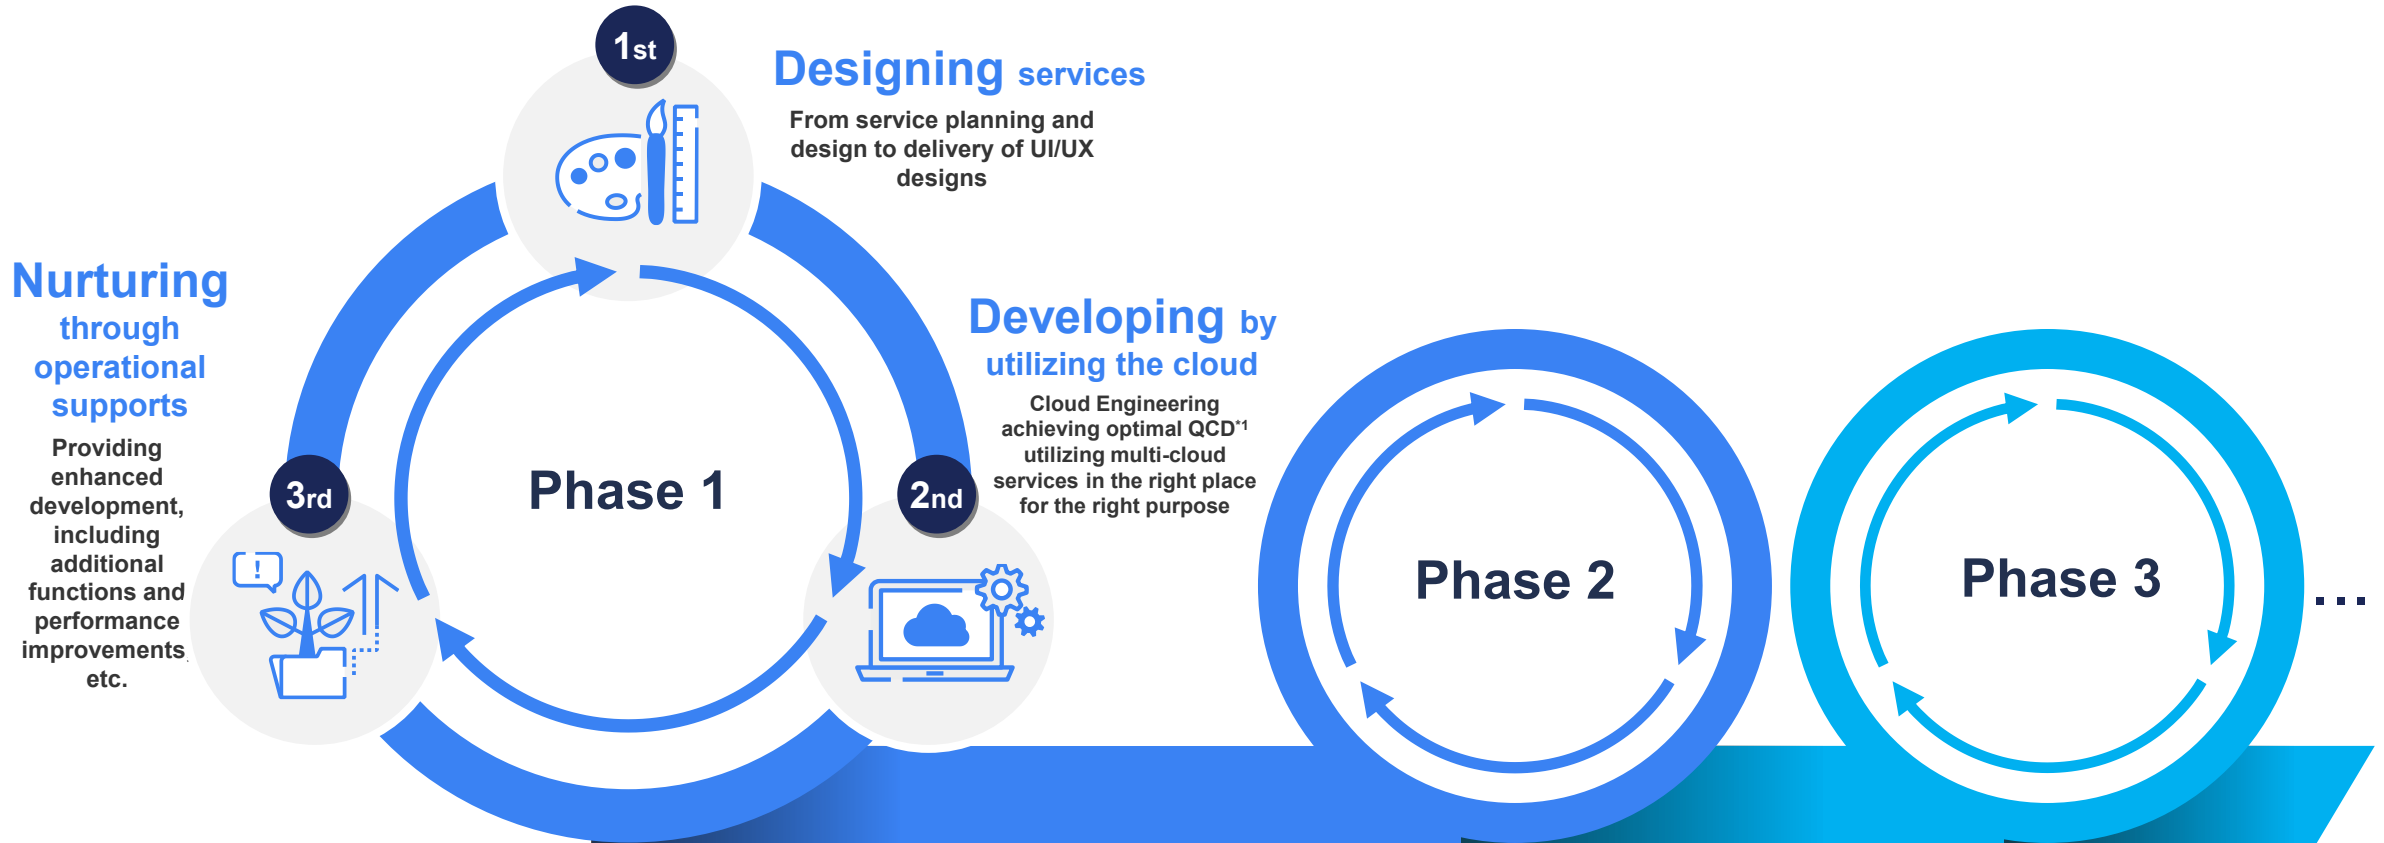 1st
Designing services
From service planning and
design to delivery of UI/UX
designs
Nurturing
through
operational
supports
Providing
enhanced
development,
including
additional
functions and
performance
improvements,
etc.
3rd
!
Phase 1
2nd
Developing by
utilizing the cloud
Cloud Engineering
achieving optimal QCD*1
utilizing multi-cloud
services in the right place
for the right purpose
Phase 2
Phase 3
...